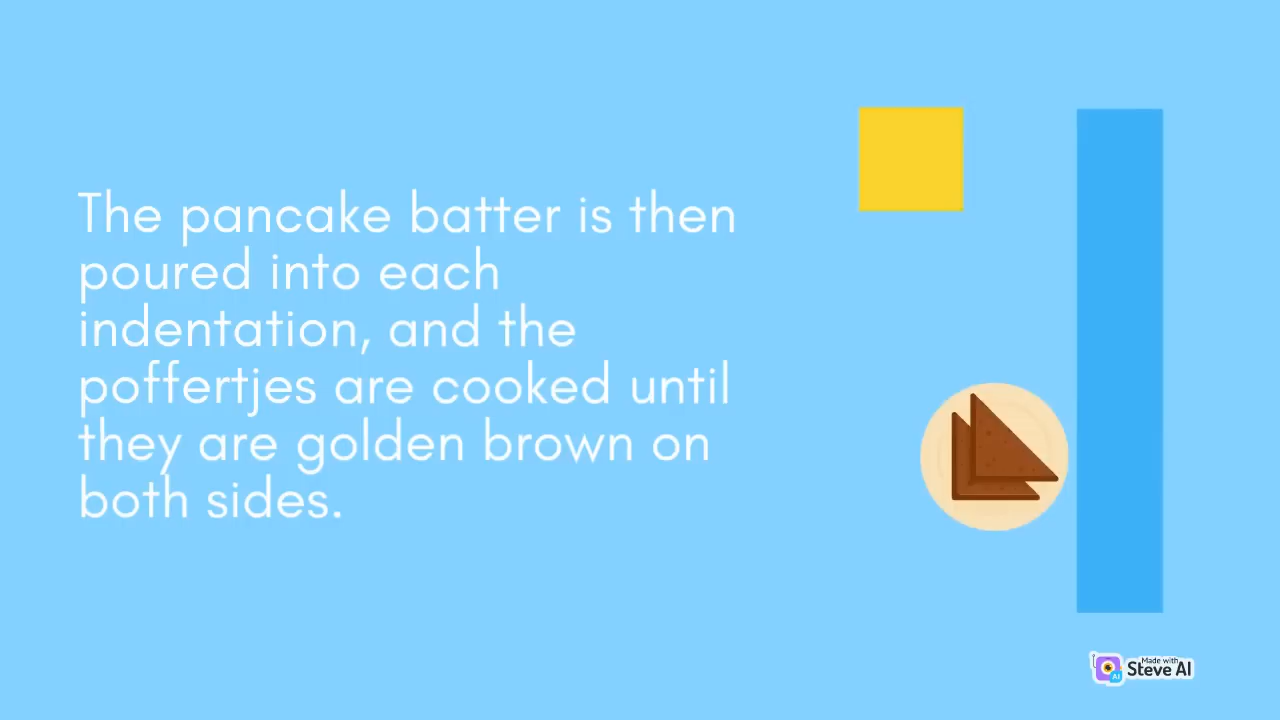 The pancake batter is then
poured into each
indentation, and the
poffertjes are cooked until
they are golden brown on
both sides.
Made with
Steve AI
AI